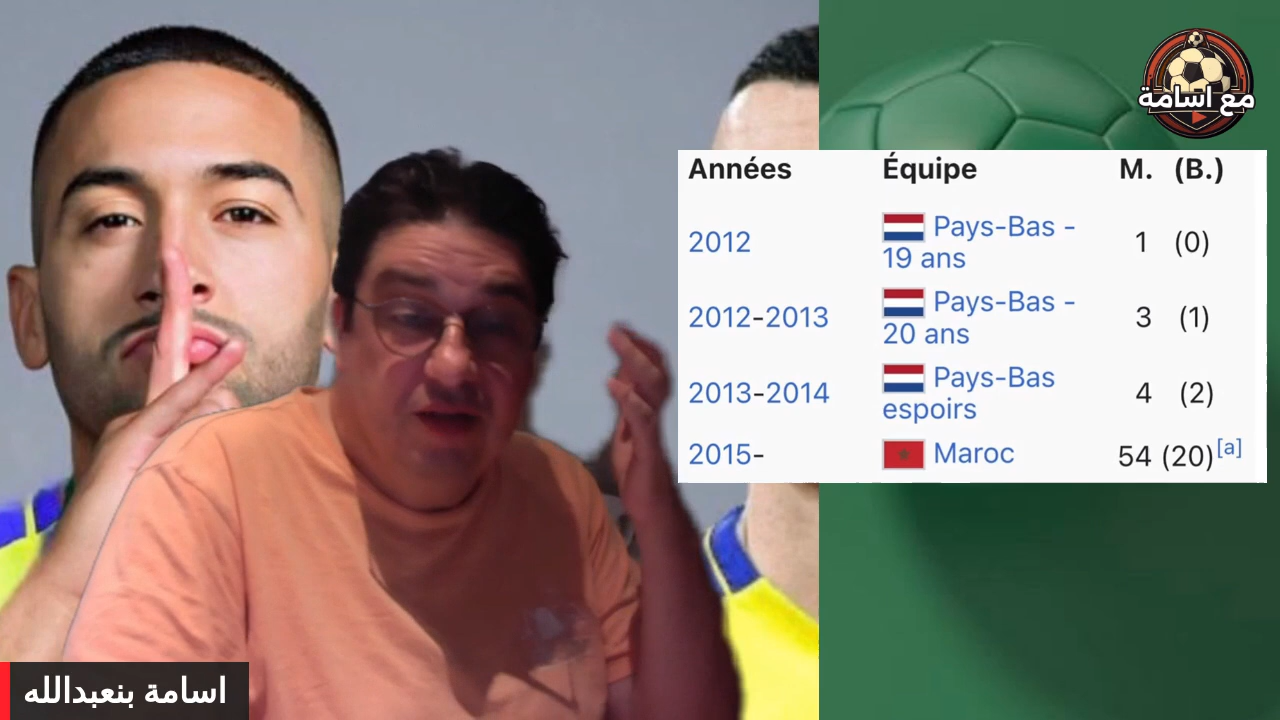 مع اسامة
Années Équipe M. (B.)
2012 Pays-Bas - 19 ans 1 (0)
2012-2013 Pays-Bas - 20 ans 3 (1)
2013-2014 Pays-Bas espoirs 4 (2)
2015- Maroc 54 (20)[a]
اسامة بنعبدالله